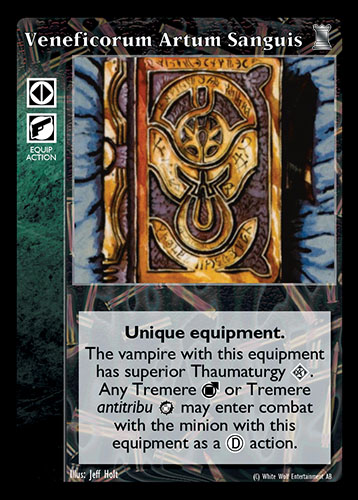 Veneficorum Artum Sanguis
EQUIP
ACTION
Unique equipment.
The vampire with this equipment
has superior Thaumaturgy .
Any Tremere or Tremere
antitribu may enter combat
with the minion with this
equipment as a D action.
Illus: Jeff Holt
(C) White Wolf Entertainment AB